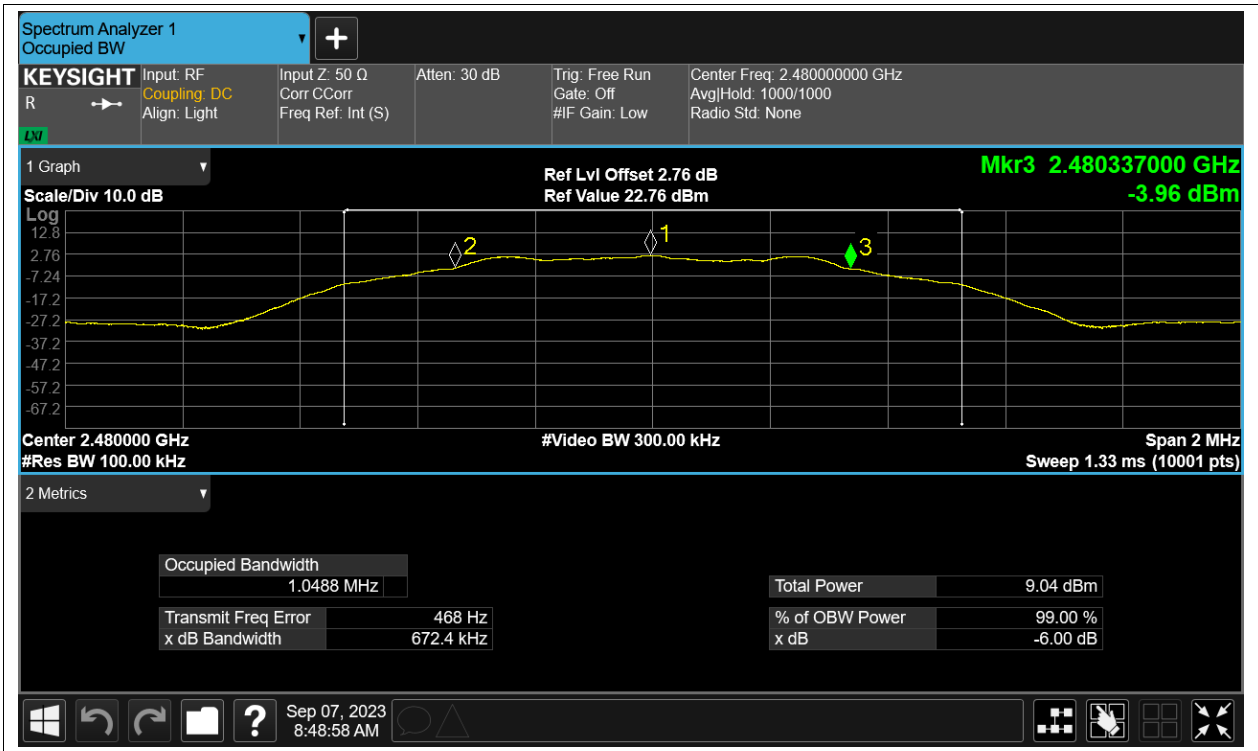 Spectrum Analyzer 1
Occupied BW
KEYSIGHT
R
LXI
Input: RF
Coupling: DC
Align: Light
Input Z: 50 Ω
Corr CCorr
Freq Ref: Int (S)
Atten: 30 dB
Trig: Free Run
Gate: Off
#IF Gain: Low
Center Freq: 2.480000000 GHz
Avg|Hold: 1000/1000
Radio Std: None
1 Graph
Scale/Div 10.0 dB
Ref Lvl Offset 2.76 dB
Ref Value 22.76 dBm
Mkr3 2.480337000 GHz
-3.96 dBm
Log
12.8
2.76
-7.24
-17.2
-27.2
-37.2
-47.2
-57.2
-67.2
2
1
3
Center 2.480000 GHz
#Res BW 100.00 kHz
#Video BW 300.00 kHz
Span 2 MHz
Sweep 1.33 ms (10001 pts)
2 Metrics
Occupied Bandwidth
1.0488 MHz
Transmit Freq Error 468 Hz
x dB Bandwidth 672.4 kHz
Total Power 9.04 dBm
% of OBW Power 99.00 %
x dB -6.00 dB
?
Sep 07, 2023
8:48:58 AM